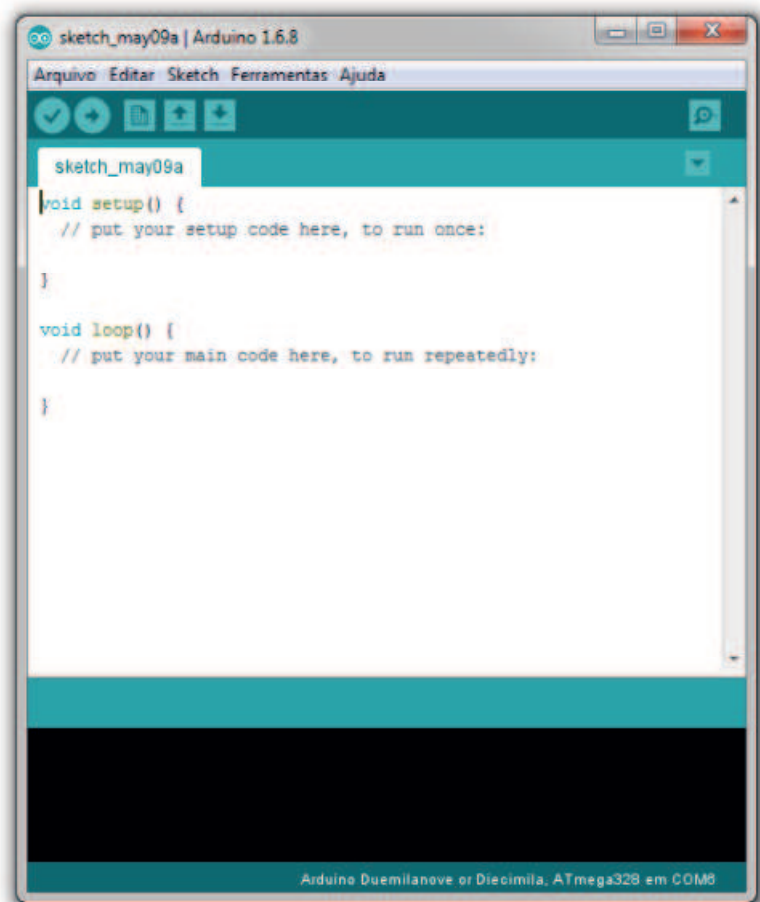 sketch_may09a | Arduino 1.6.8
Arquivo Editar Sketch Ferramentas Ajuda
sketch_may09a
void setup() {
// put your setup code here, to run once:
}
void loop() {
// put your main code here, to run repeatedly:
}
Arduino Duemilanove or Diecimila, ATmega328 em COM6